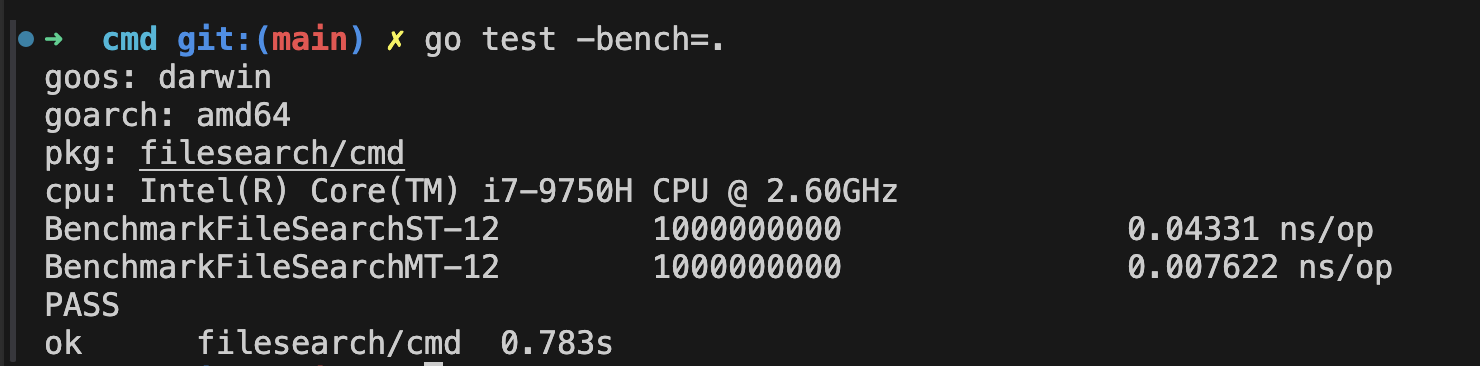 ➜  cmd git:(main) ✗ go test -bench=.
goos: darwin
goarch: amd64
pkg: filesearch/cmd
cpu: Intel(R) Core(TM) i7-9750H CPU @ 2.60GHz
BenchmarkFileSearchST-12        1000000000               0.04331 ns/op
BenchmarkFileSearchMT-12        1000000000               0.007622 ns/op
PASS
ok      filesearch/cmd  0.783s